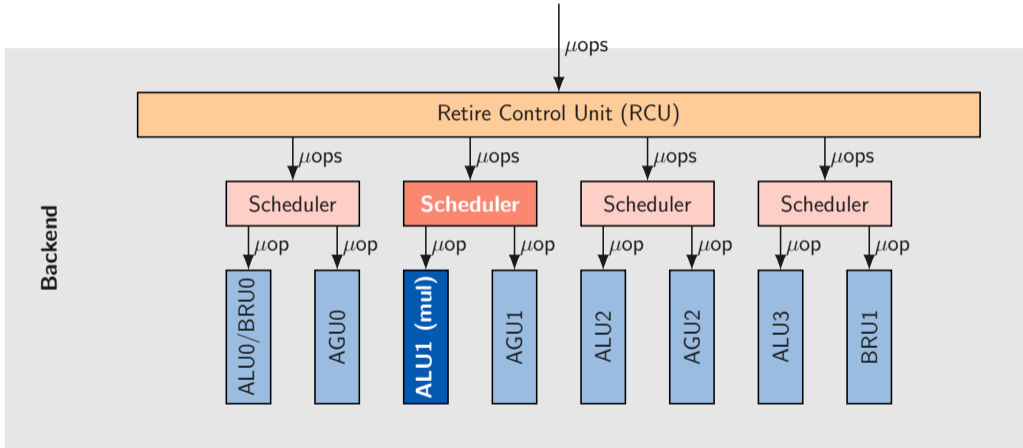 μops
Retire Control Unit (RCU)
μops
μops
μops
μops
Scheduler
Scheduler
Scheduler
Scheduler
μop
μop
μop
μop
μop
μop
μop
μop
Backend
ALU0/BRU0
AGU0
ALU1 (mul)
AGU1
ALU2
AGU2
ALU3
BRU1